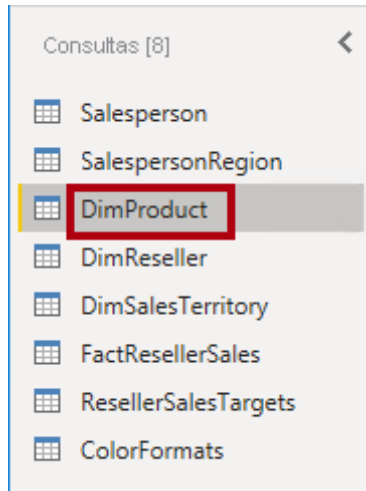 Consultas [8]
Salesperson
SalespersonRegion
DimProduct
DimReseller
DimSalesTerritory
FactResellerSales
ResellerSalesTargets
ColorFormats